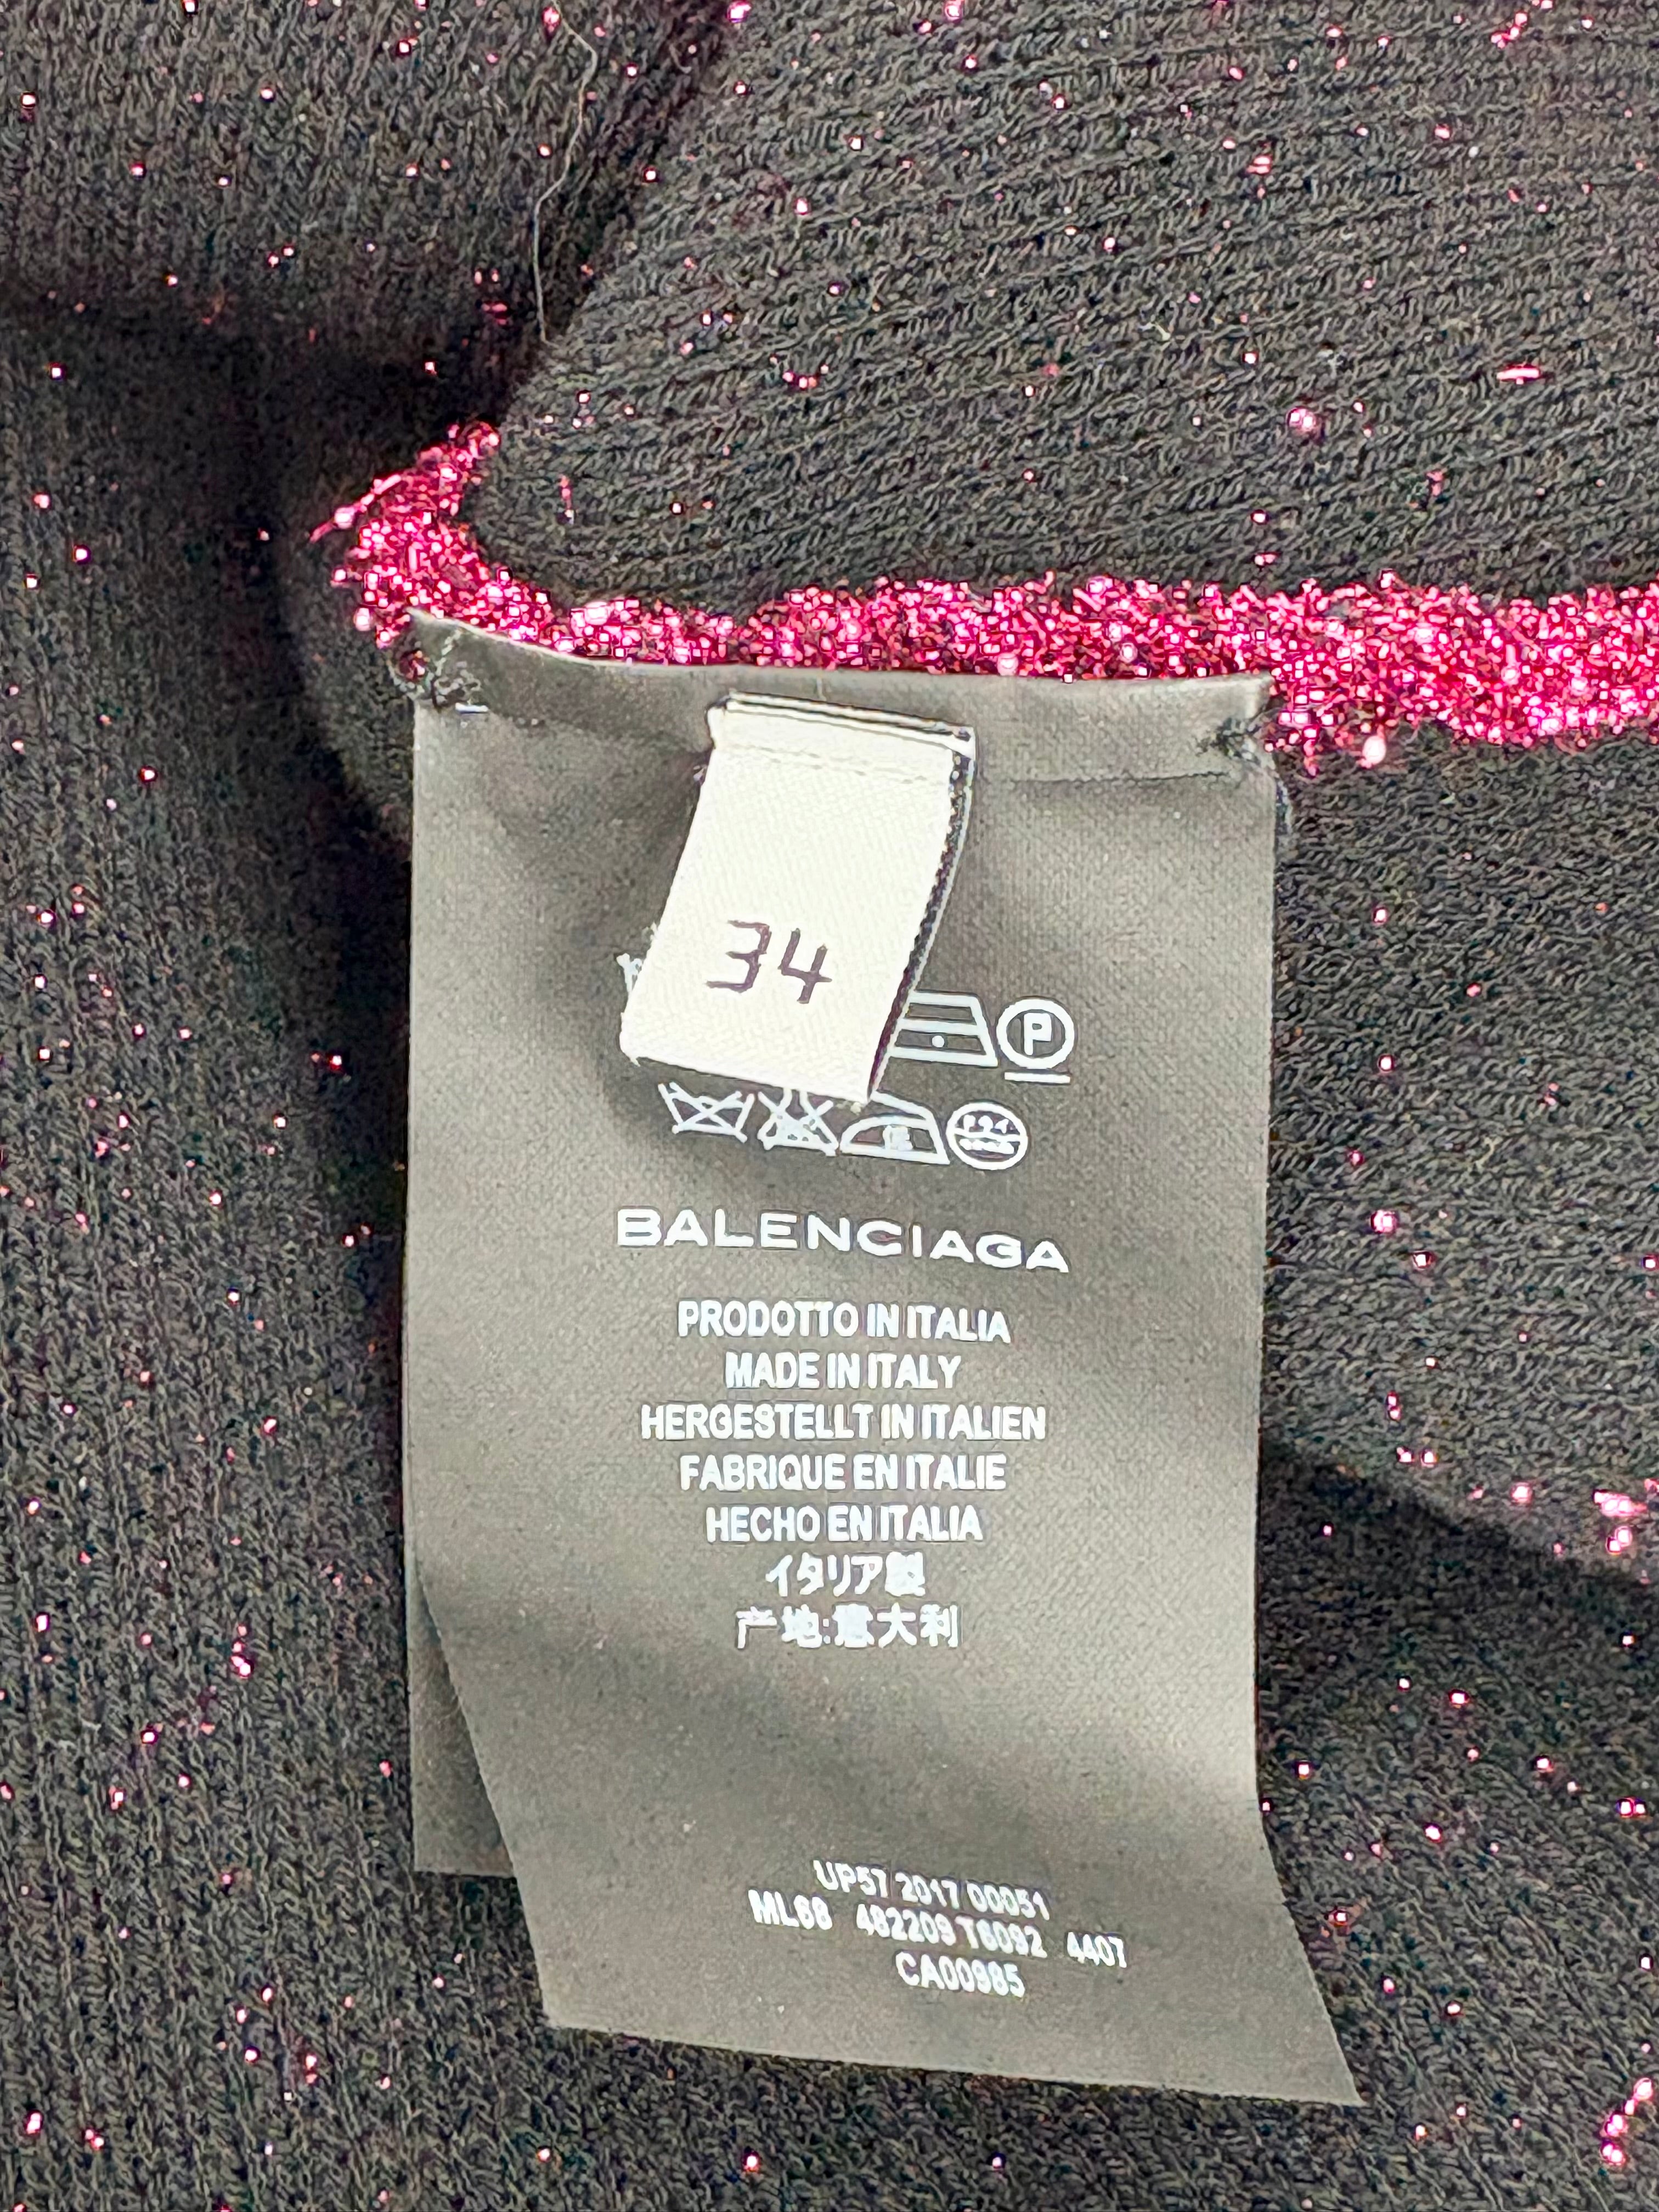 34
P
BALENCIAGA
PRODOTTO IN ITALIA
MADE IN ITALY
HERGESTELLT IN ITALIEN
FABRIQUE EN ITALIE
HECHO EN ITALIA
イタリア製
产地:意大利
UP57 2017 00051
ML68 482209 T6092 4407
CA00985